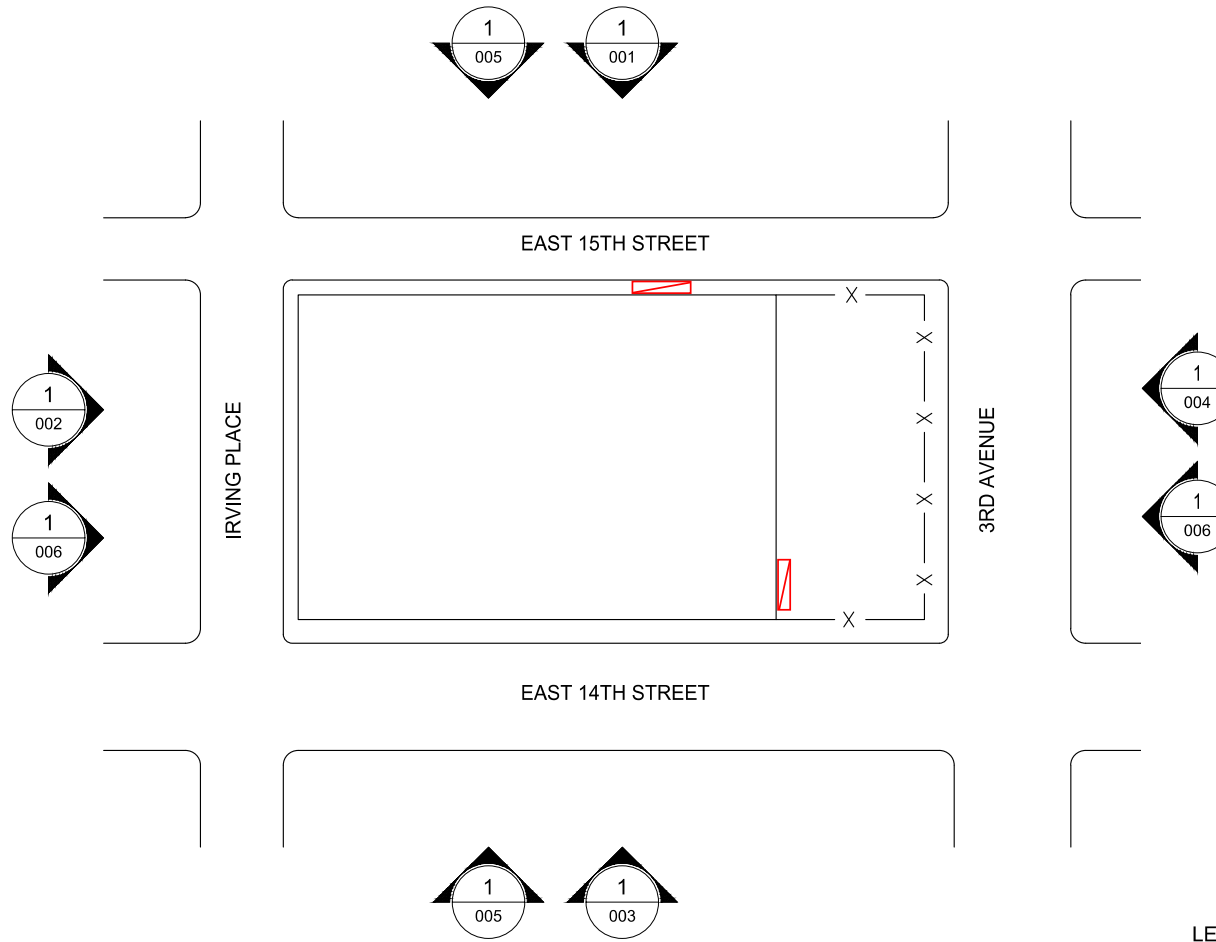 1
005
1
001
EAST 15TH STREET
X
X
1
002
IRVING PLACE
X
3RD AVENUE
1
004
1
006
X
1
006
X
X
EAST 14TH STREET
1
005
1
003
LE